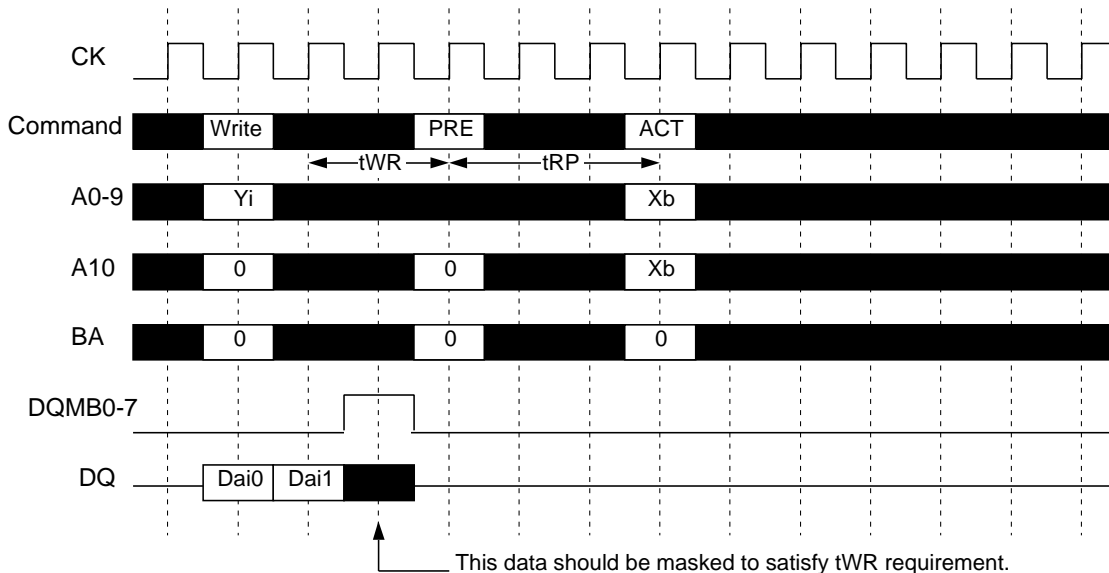 CK
Command Write PRE ACT
tWR tRP
A0-9 Yi Xb
A10 0 0 Xb
BA 0 0 0
DQMB0-7
DQ Dai0 Dai1
This data should be masked to satisfy tWR requirement.